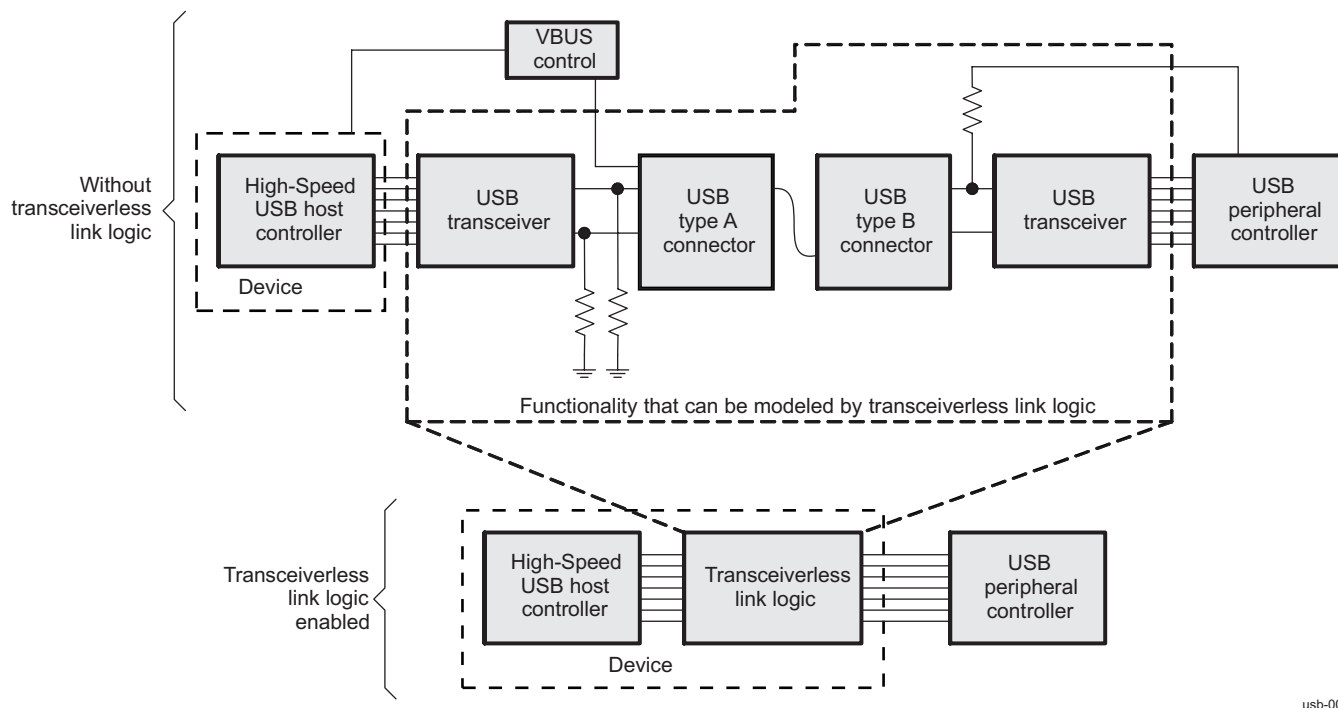 VBUS
control
Without
transceiverless
link logic
High-Speed
USB host
controller
Device
USB
transceiver
USB
type A
connector
USB
type B
connector
USB
transceiver
USB
peripheral
controller
Functionality that can be modeled by transceiverless link logic
Transceiverless
link logic
enabled
High-Speed
USB host
controller
Transceiverless
link logic
USB
peripheral
controller
Device
usb-00